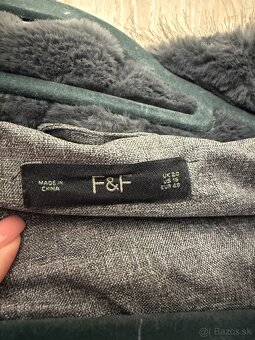 MADE IN
CHINA
F&F
UK 20
US 16
EUR 48
Bazos.sk